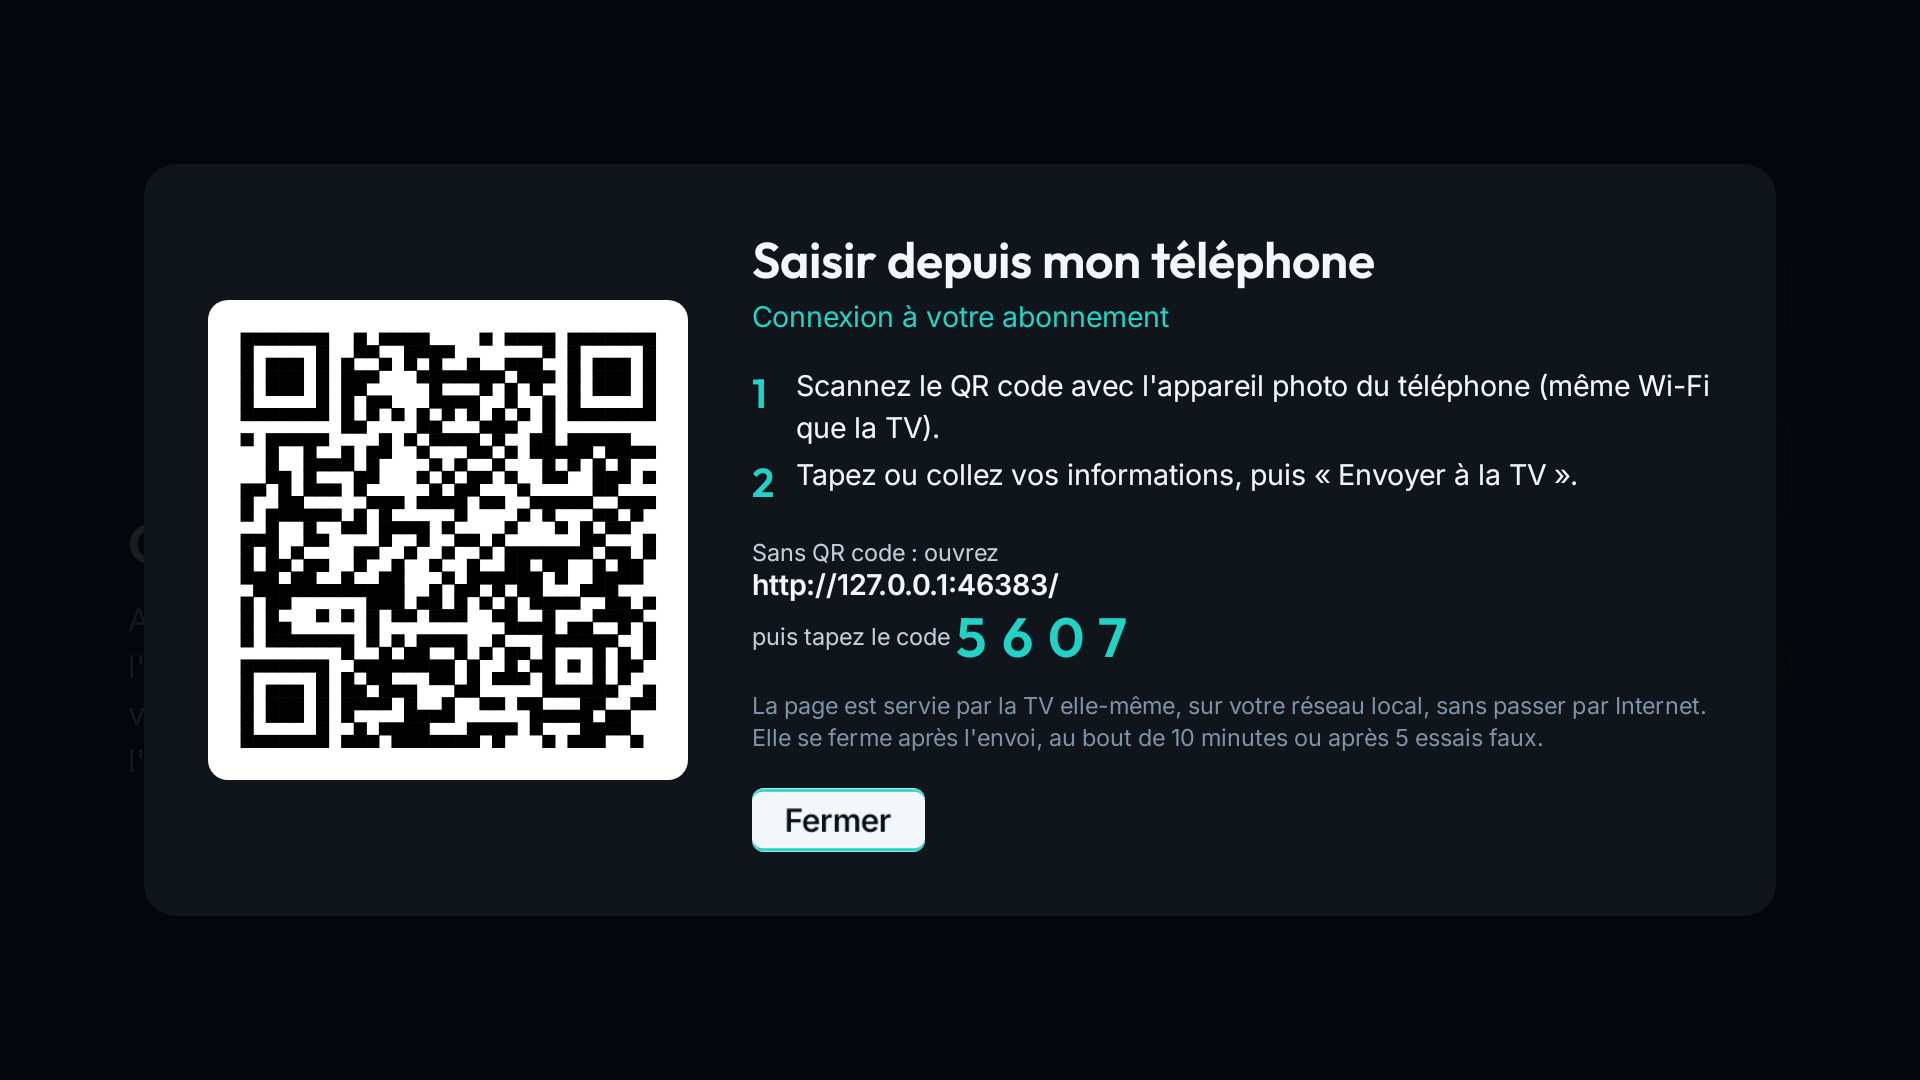 Saisir depuis mon téléphone
Connexion à votre abonnement
1 Scannez le QR code avec l'appareil photo du téléphone (même Wi-Fi
que la TV).
2 Tapez ou collez vos informations, puis « Envoyer à la TV ».
Sans QR code : ouvrez
http://127.0.0.1:46383/
puis tapez le code 5 6 0 7
La page est servie par la TV elle-même, sur votre réseau local, sans passer par Internet.
Elle se ferme après l'envoi, au bout de 10 minutes ou après 5 essais faux.
Fermer